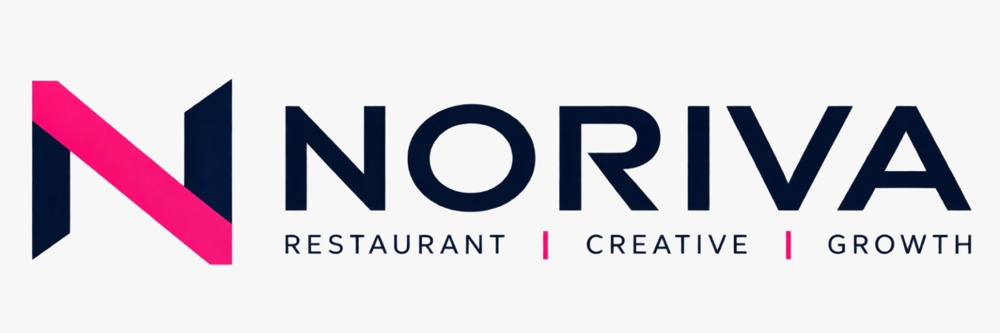 NORIVA
RESTAURANT | CREATIVE | GROWTH